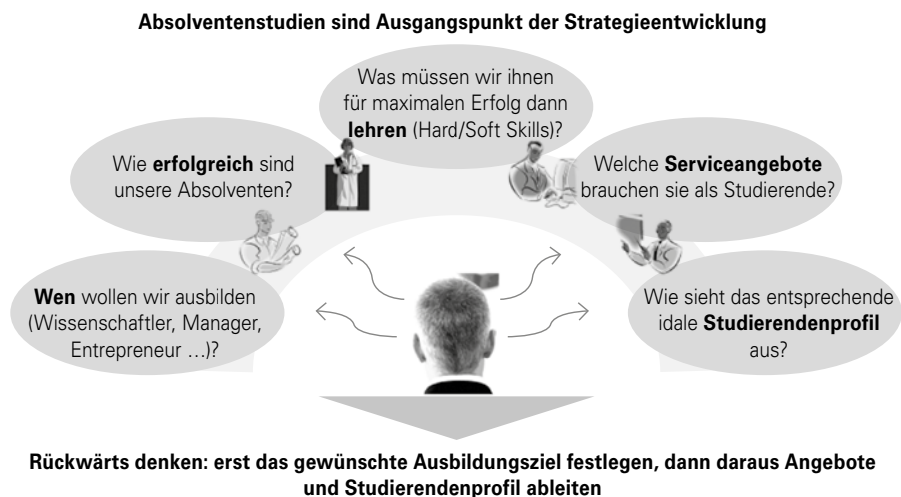 Absolventenstudien sind Ausgangspunkt der Strategieentwicklung
Wen wollen wir ausbilden
(Wissenschaftler, Manager,
Entrepreneur …)?
Wie erfolgreich sind
unsere Absolventen?
Was müssen wir ihnen
für maximalen Erfolg dann
lehren (Hard/Soft Skills)?
Welche Serviceangebote
brauchen sie als Studierende?
Wie sieht das entsprechende
ideale Studierendenprofil
aus?
Rückwärts denken: erst das gewünschte Ausbildungsziel festlegen, dann daraus Angebote
und Studierendenprofil ableiten